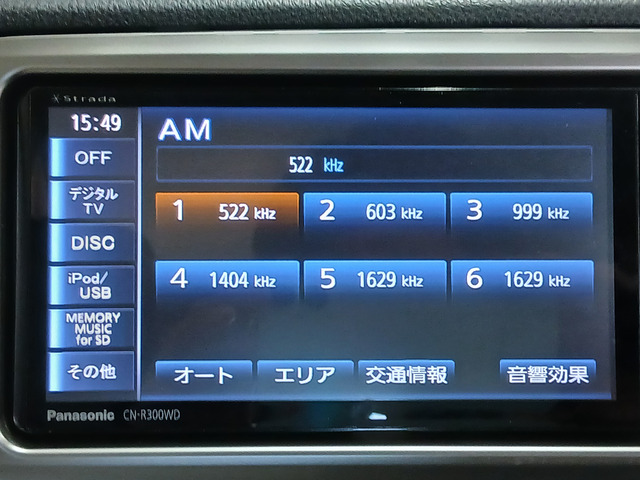 Strada
15:49
AM
OFF
522 kHz
デジタル
TV
1 522 kHz 2 603 kHz 3 999 kHz
DISC
iPod/
USB
4 1404 kHz 5 1629 kHz 6 1629 kHz
MEMORY
MUSIC
for SD
その他
オート エリア 交通情報 音響効果
Panasonic CN-R300WD